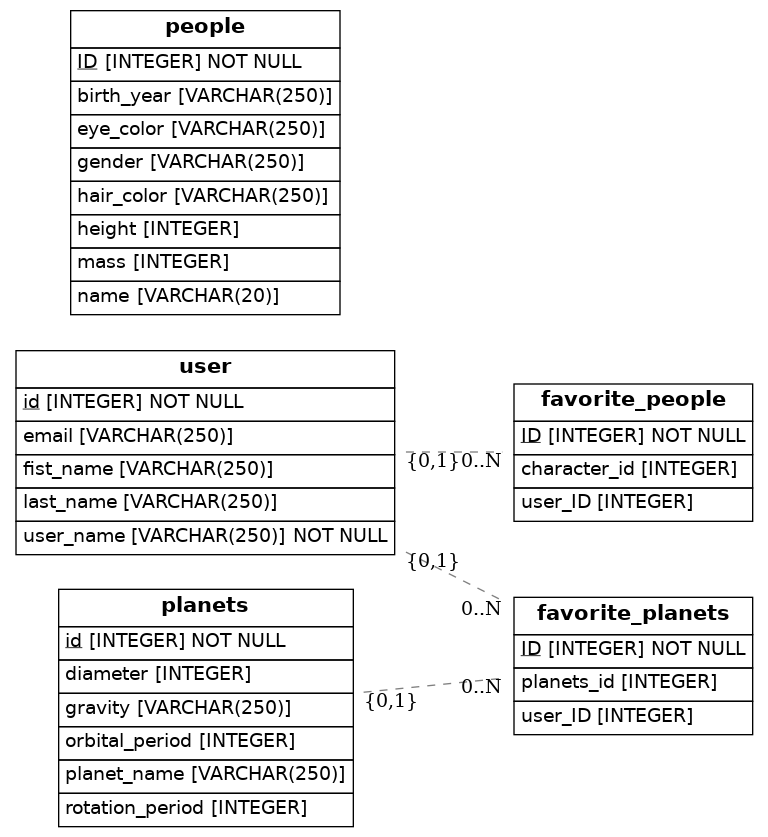 people
ID [INTEGER] NOT NULL
birth_year [VARCHAR(250)]
eye_color [VARCHAR(250)]
gender [VARCHAR(250)]
hair_color [VARCHAR(250)]
height [INTEGER]
mass [INTEGER]
name [VARCHAR(20)]
user
id [INTEGER] NOT NULL
email [VARCHAR(250)]
fist_name [VARCHAR(250)]
last_name [VARCHAR(250)]
user_name [VARCHAR(250)] NOT NULL
{0,1} 0..N
favorite_people
ID [INTEGER] NOT NULL
character_id [INTEGER]
user_ID [INTEGER]
{0,1}
0..N
planets
id [INTEGER] NOT NULL
diameter [INTEGER]
gravity [VARCHAR(250)]
orbital_period [INTEGER]
planet_name [VARCHAR(250)]
rotation_period [INTEGER]
{0,1}
0..N
favorite_planets
ID [INTEGER] NOT NULL
planets_id [INTEGER]
user_ID [INTEGER]